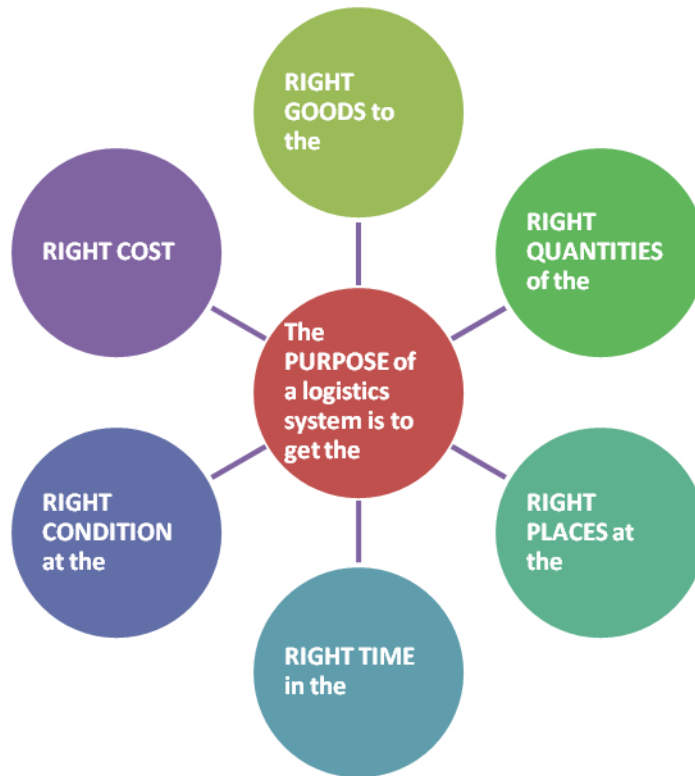 RIGHT
GOODS to
the
RIGHT
QUANTITIES
of the
RIGHT
PLACES at
the
RIGHT TIME
in the
RIGHT
CONDITION
at the
RIGHT COST
The
PURPOSE of
a logistics
system is to
get the